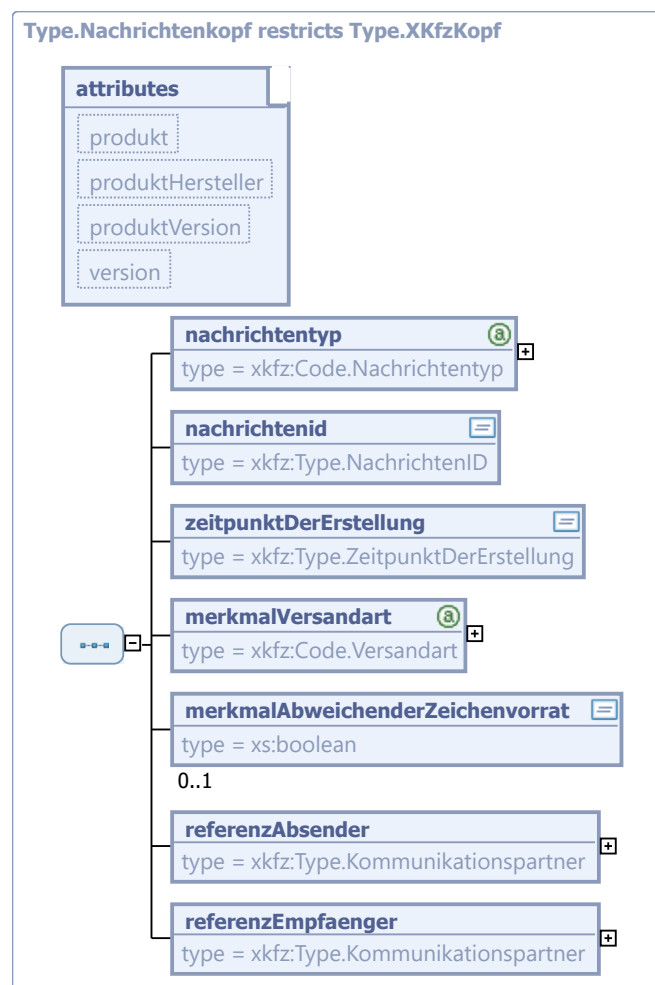 Type.Nachrichtenkopf restricts Type.XKfzKopf
attributes
produkt
produktHersteller
produktVersion
version
nachrichtentyp
type = xkfz:Code.Nachrichtentyp
nachrichtenid
type = xkfz:Type.NachrichtenID
zeitpunktDerErstellung
type = xkfz:Type.ZeitpunktDerErstellung
merkmalVersandart
type = xkfz:Code.Versandart
merkmalAbweichenderZeichenvorrat
type = xs:boolean
0..1
referenzAbsender
type = xkfz:Type.Kommunikationspartner
referenzEmpfaenger
type = xkfz:Type.Kommunikationspartner